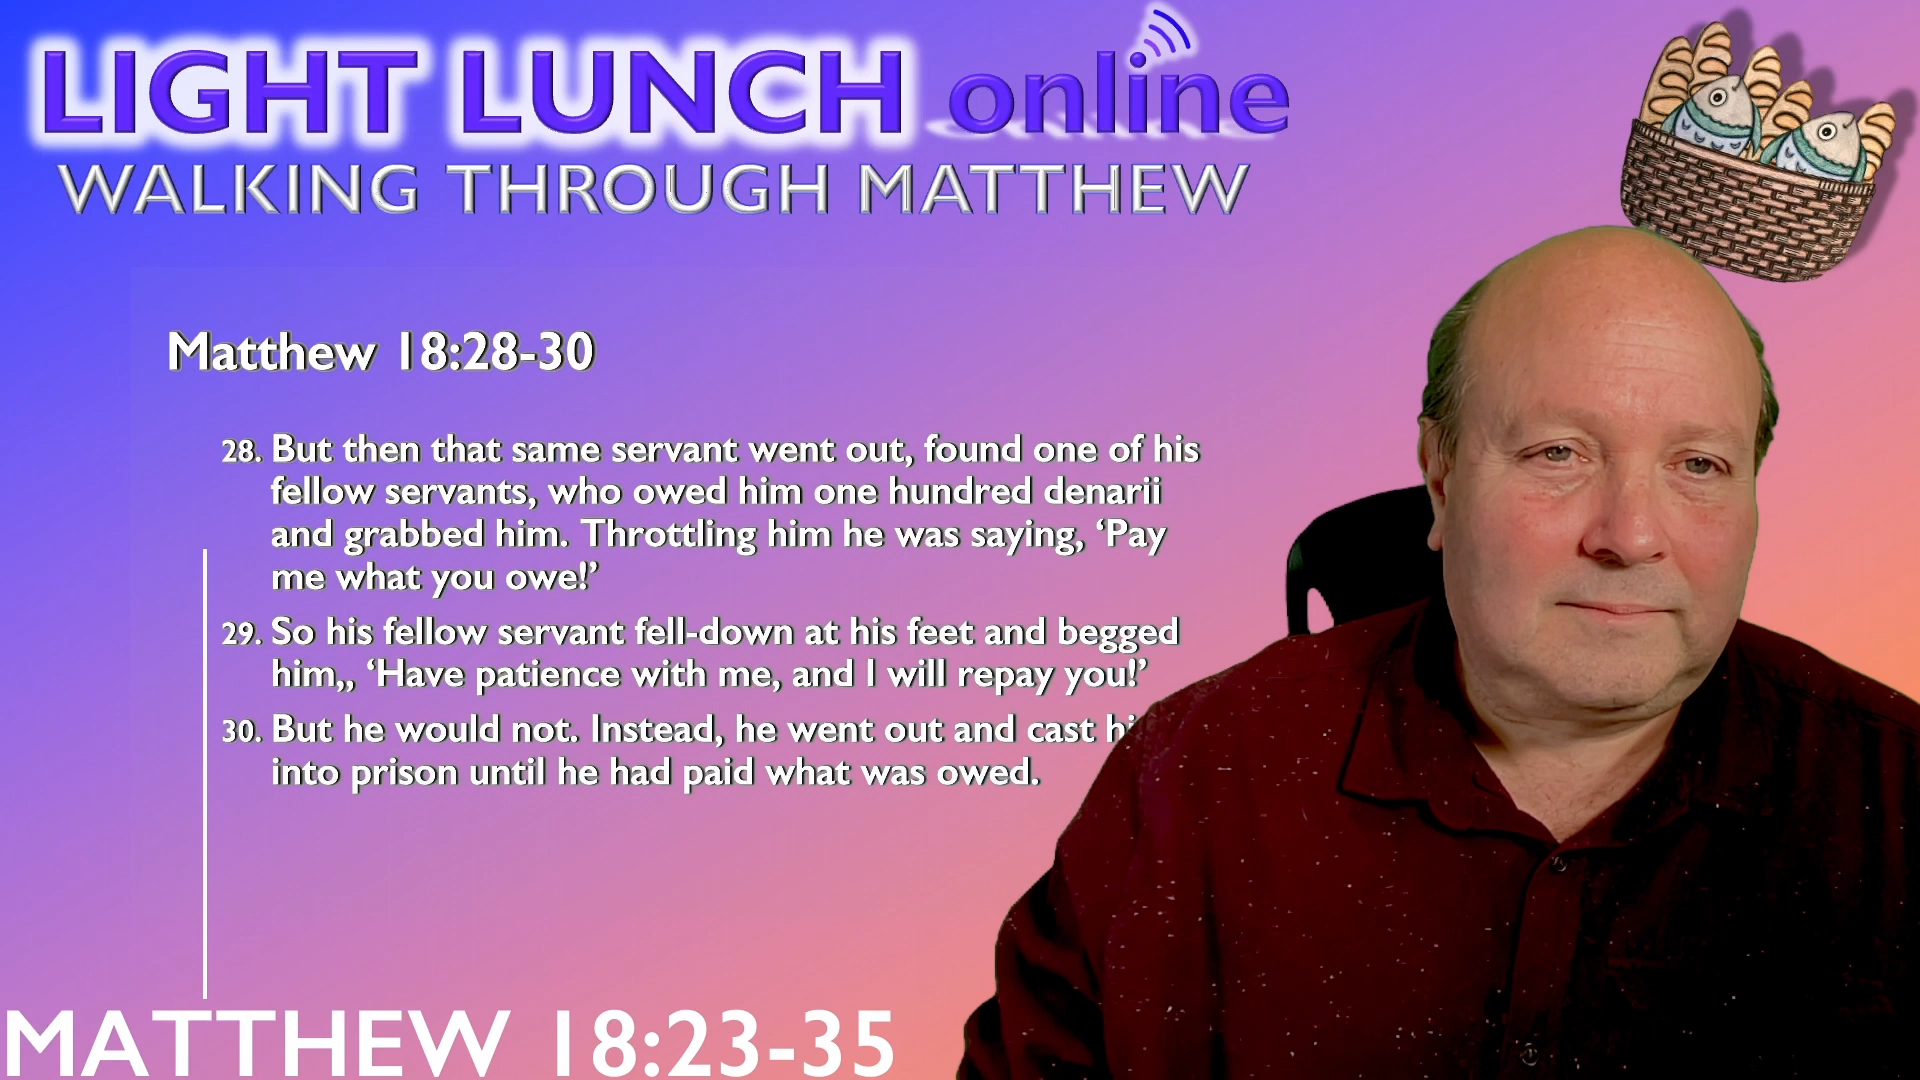 LIGHT LUNCH online
WALKING THROUGH MATTHEW
Matthew 18:28-30
28. But then that same servant went out, found one of his
fellow servants, who owed him one hundred denarii
and grabbed him. Throttling him he was saying, ‘Pay
me what you owe!’
29. So his fellow servant fell-down at his feet and begged
him,, ‘Have patience with me, and I will repay you!’
30. But he would not. Instead, he went out and cast
into prison until he had paid what was owed.
MATTHEW 18:23-35